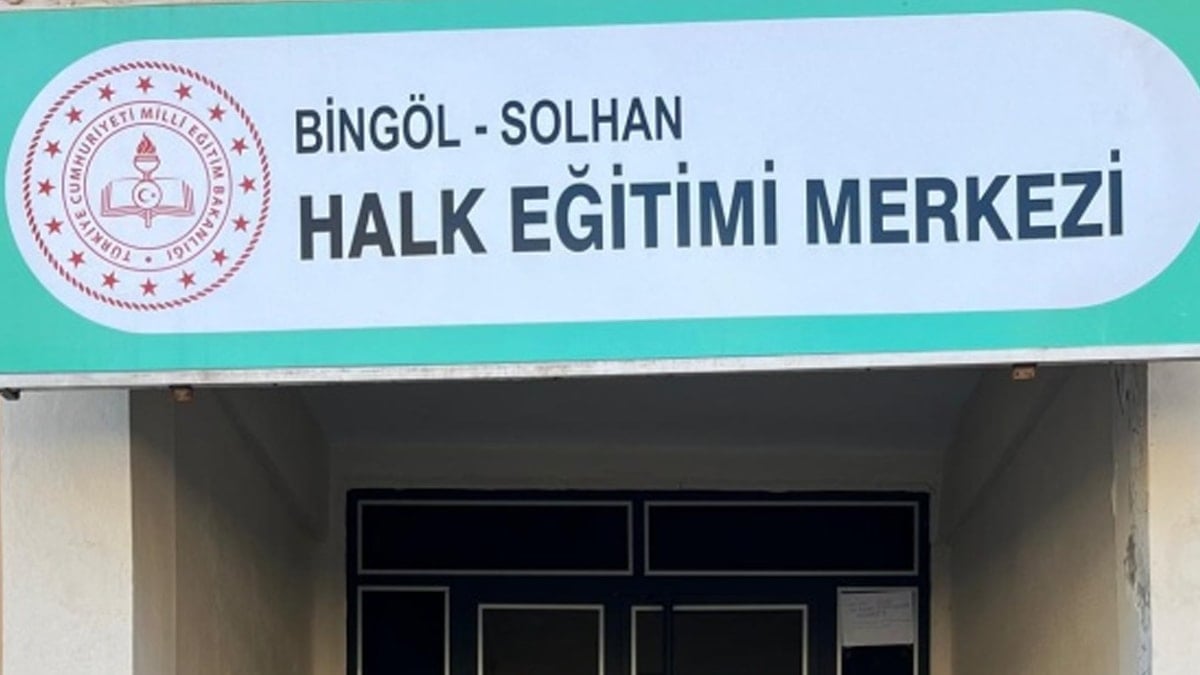 TÜRKİYE CUMHURİYETİ MİLLİ EĞİTİM BAKANLIĞI
BİNGÖL - SOLHAN
HALK EĞİTİMİ MERKEZİ